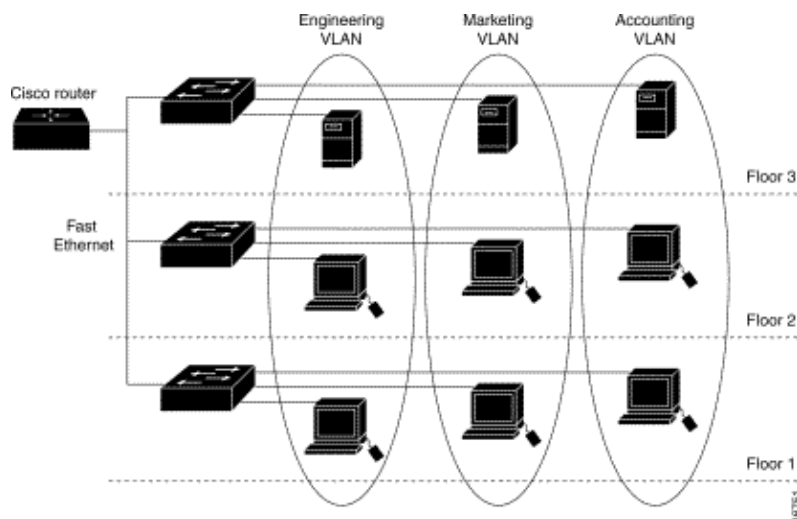 Engineering
VLAN
Marketing
VLAN
Accounting
VLAN
Cisco router
Floor 3
Fast
Ethernet
Floor 2
Floor 1